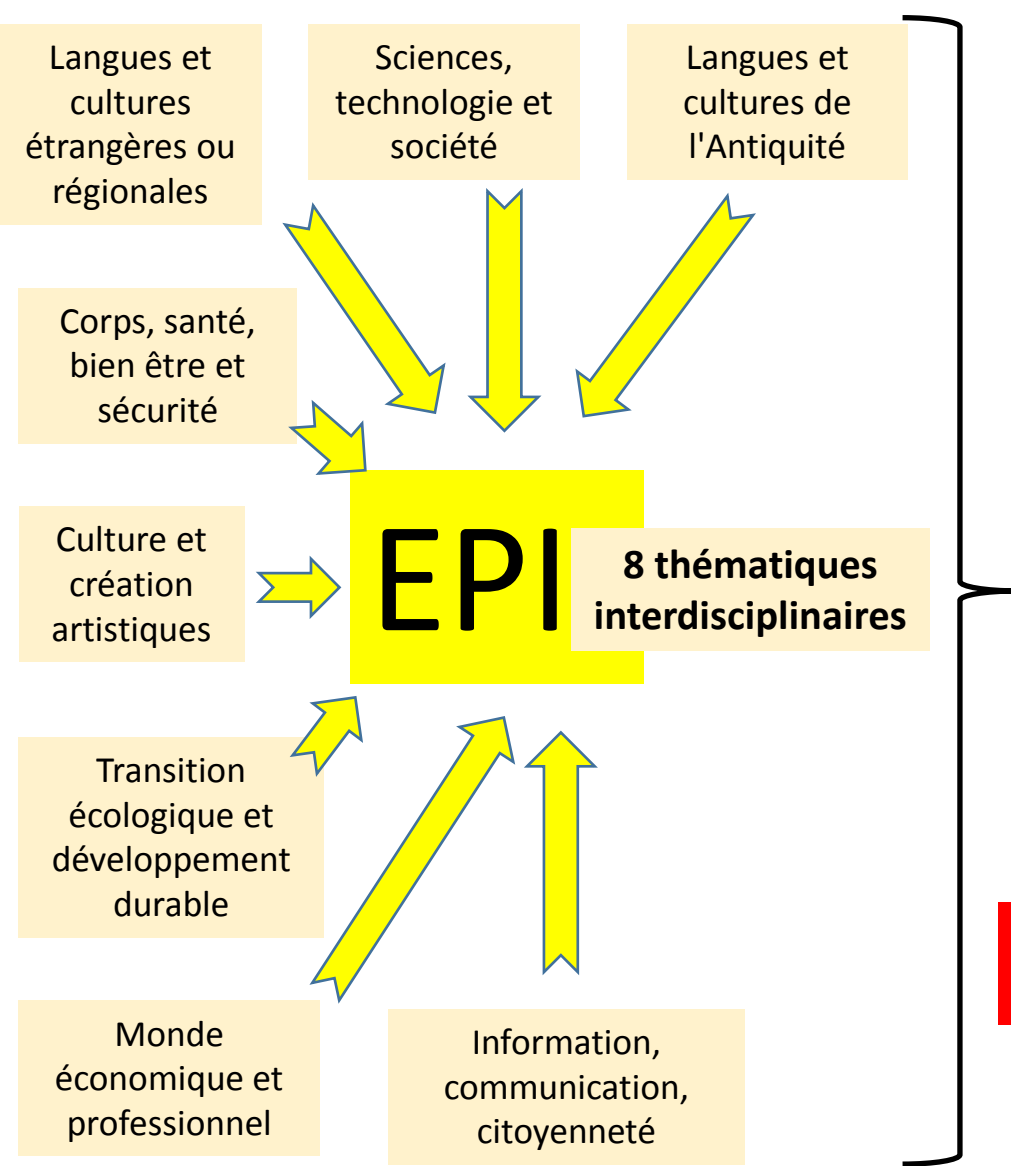 Langues et
cultures
étrangères ou
régionales
Sciences,
technologie et
société
Langues et
cultures de
l'Antiquité
Corps, santé,
bien être et
sécurité
Culture et
création
artistiques
EPI
8 thématiques
interdisciplinaires
Transition
écologique et
développement
durable
Monde
économique et
professionnel
Information,
communication,
citoyenneté